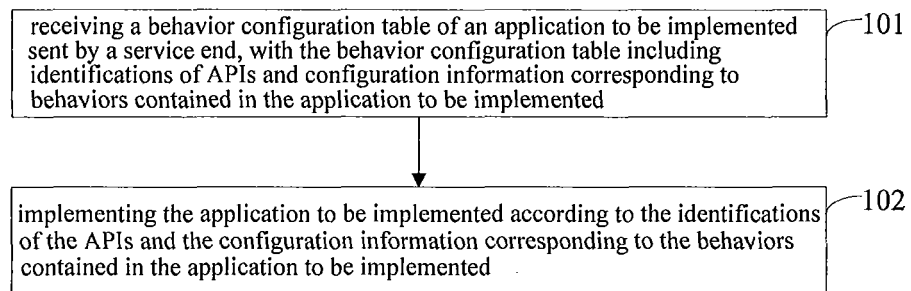 receiving a behavior configuration table of an application to be implemented 101
sent by a service end, with the behavior configuration table including
identifications of APIs and configuration information corresponding to
behaviors contained in the application to be implemented
implementing the application to be implemented according to the identifications 102
of the APIs and the configuration information corresponding to the behaviors
contained in the application to be implemented